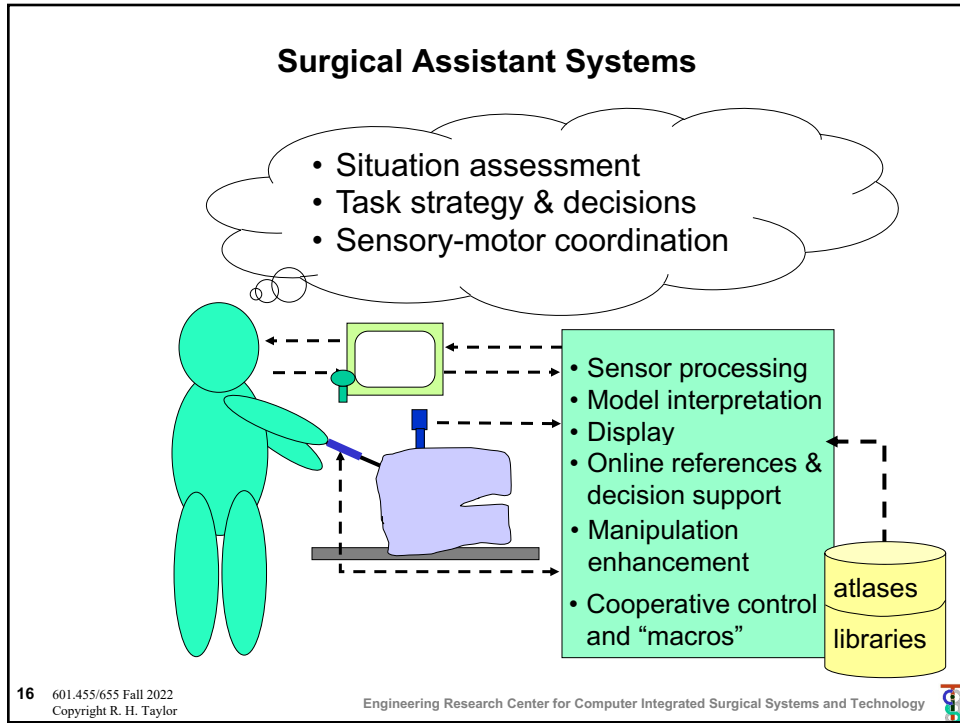 Surgical Assistant Systems
• Situation assessment
• Task strategy & decisions
• Sensory-motor coordination
• Sensor processing
• Model interpretation
• Display
• Online references &
decision support
• Manipulation
enhancement
• Cooperative control
and “macros”
atlases
libraries
16 601.455/655 Fall 2022
Copyright R. H. Taylor
Engineering Research Center for Computer Integrated Surgical Systems and Technology